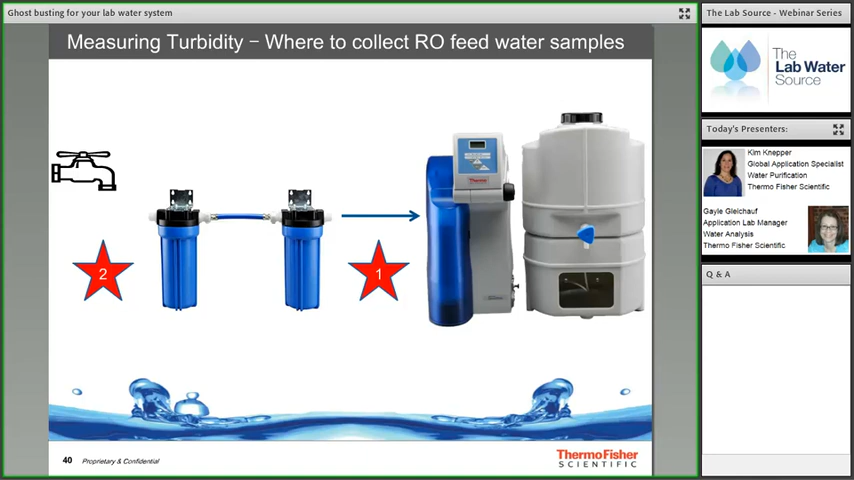 Ghost busting for your lab water system
Measuring Turbidity – Where to collect RO feed water samples
2
1
40
Proprietary & Confidential
ThermoFisher
SCIENTIFIC
The Lab Source - Webinar Series
The
Lab Water
Source
Today's Presenters:
Kim Knepper
Global Application Specialist
Water Purification
Thermo Fisher Scientific
Gayle Gleichauf
Application Lab Manager
Water Analysis
Thermo Fisher Scientific
Q & A